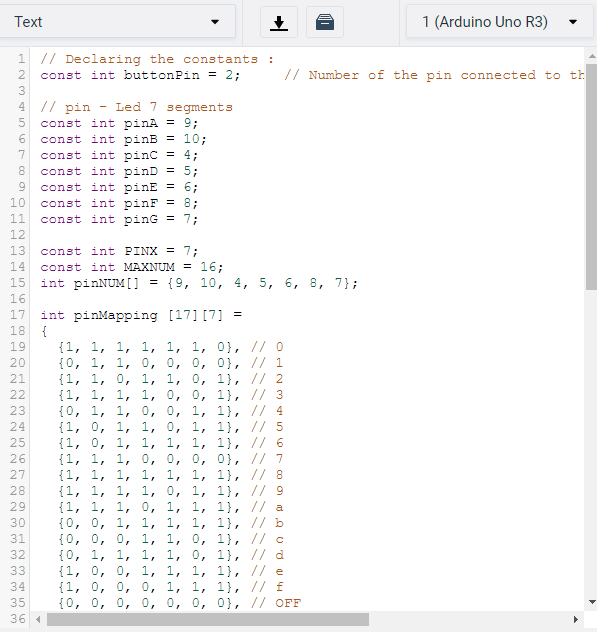 Text
1 (Arduino Uno R3)
1 // Declaring the constants :
2 const int buttonPin = 2;     // Number of the pin connected to th
3
4 // pin - Led 7 segments
5 const int pinA = 9;
6 const int pinB = 10;
7 const int pinC = 4;
8 const int pinD = 5;
9 const int pinE = 6;
10 const int pinF = 8;
11 const int pinG = 7;
12
13 const int PINX = 7;
14 const int MAXNUM = 16;
15 int pinNUM[] = {9, 10, 4, 5, 6, 8, 7};
16
17 int pinMapping [17][7] =
18 {
19   {1, 1, 1, 1, 1, 1, 0}, // 0
20   {0, 1, 1, 0, 0, 0, 0}, // 1
21   {1, 1, 0, 1, 1, 0, 1}, // 2
22   {1, 1, 1, 1, 0, 0, 1}, // 3
23   {0, 1, 1, 0, 0, 1, 1}, // 4
24   {1, 0, 1, 1, 0, 1, 1}, // 5
25   {1, 0, 1, 1, 1, 1, 1}, // 6
26   {1, 1, 1, 0, 0, 0, 0}, // 7
27   {1, 1, 1, 1, 1, 1, 1}, // 8
28   {1, 1, 1, 1, 0, 1, 1}, // 9
29   {1, 1, 1, 0, 1, 1, 1}, // a
30   {0, 0, 1, 1, 1, 1, 1}, // b
31   {0, 0, 0, 1, 1, 0, 1}, // c
32   {0, 1, 1, 1, 1, 0, 1}, // d
33   {1, 0, 0, 1, 1, 1, 1}, // e
34   {1, 0, 0, 0, 1, 1, 1}, // f
35   {0, 0, 0, 0, 0, 0, 0}, // OFF
36